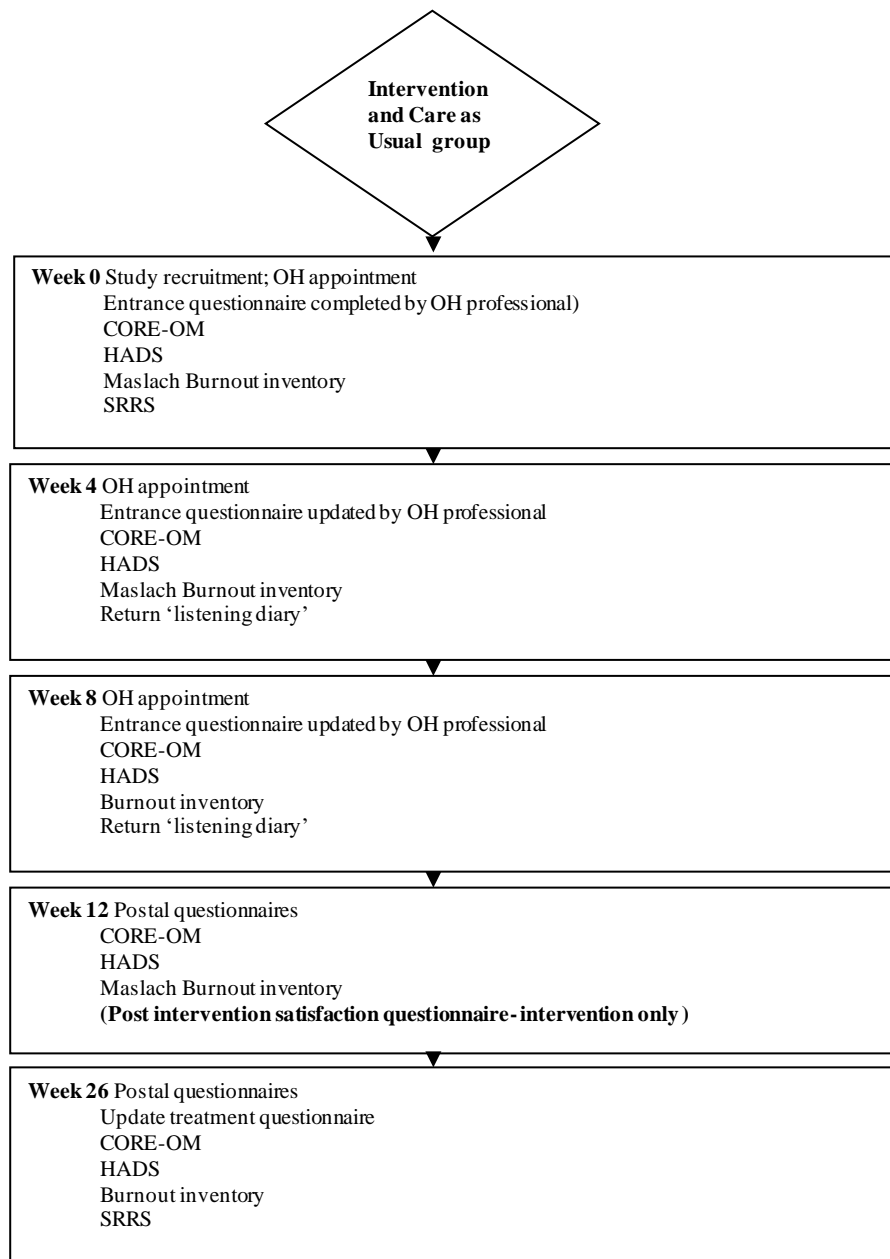 Intervention
and Care as
Usual group
Week 0 Study recruitment; OH appointment
Entrance questionnaire completed by OH professional)
CORE-OM
HADS
Maslach Burnout inventory
SRRS
Week 4 OH appointment
Entrance questionnaire updated by OH professional
CORE-OM
HADS
Maslach Burnout inventory
Return ‘listening diary’
Week 8 OH appointment
Entrance questionnaire updated by OH professional
CORE-OM
HADS
Burnout inventory
Return ‘listening diary’
Week 12 Postal questionnaires
CORE-OM
HADS
Maslach Burnout inventory
(Post intervention satisfaction questionnaire- intervention only)
Week 26 Postal questionnaires
Update treatment questionnaire
CORE-OM
HADS
Burnout inventory
SRRS